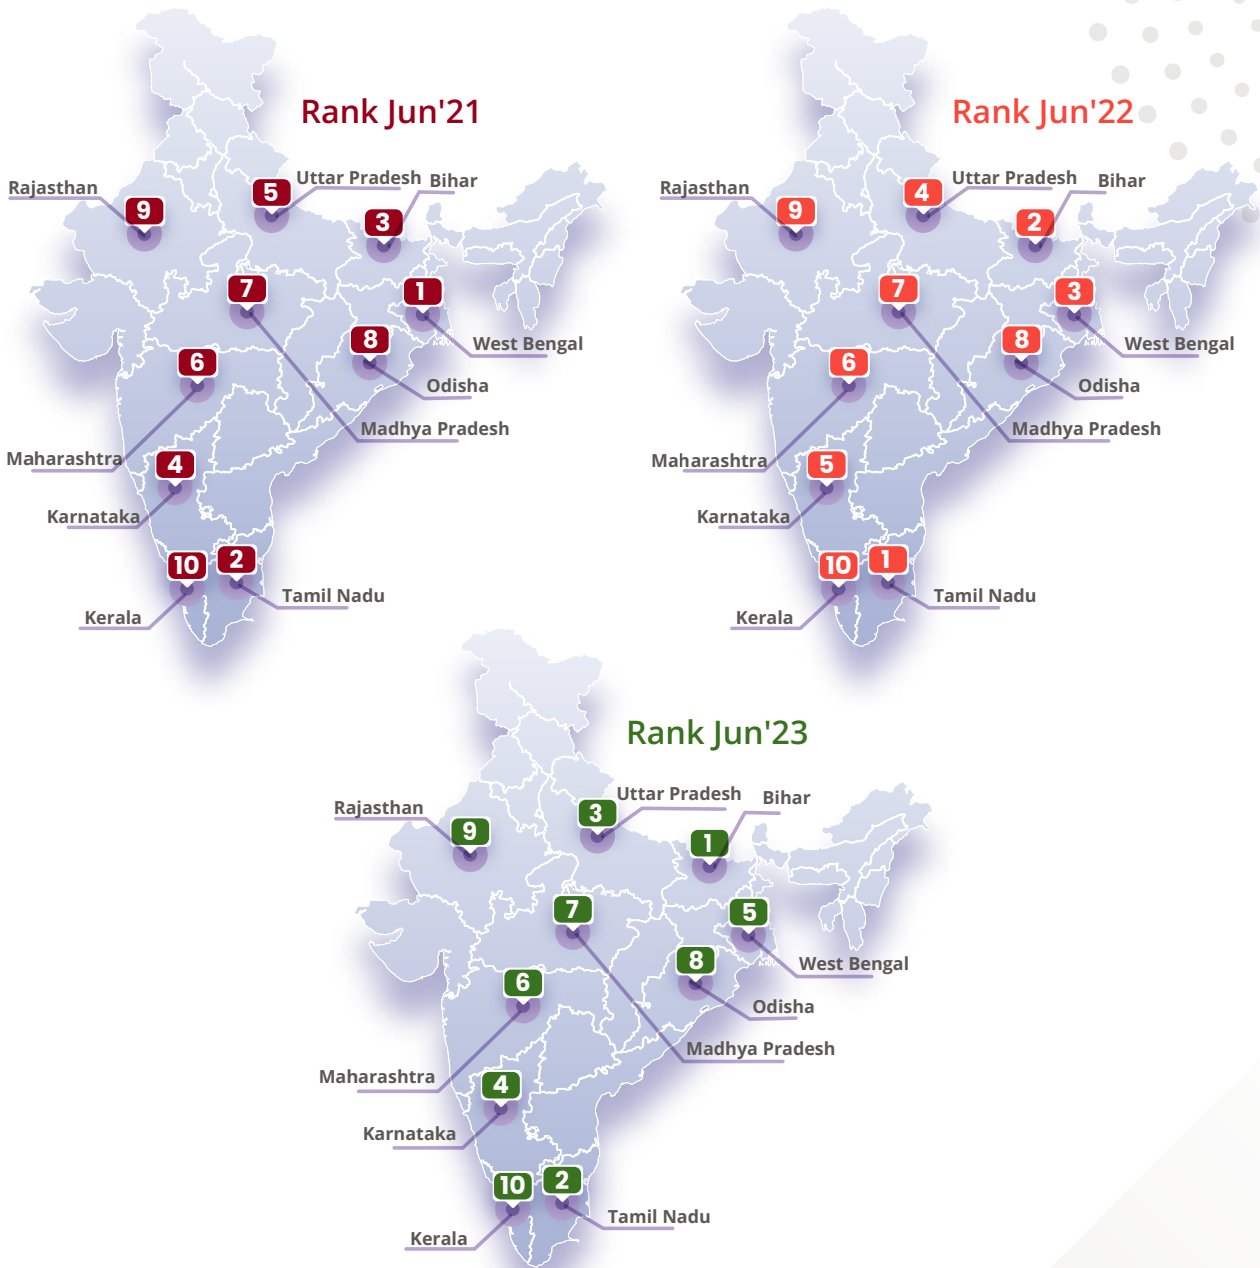 Rank Jun'21
Uttar Pradesh
Bihar
Rajasthan
5
9
3
7
1
West Bengal
8
6
Odisha
Madhya Pradesh
Maharashtra
4
Karnataka
10
2
Tamil Nadu
Kerala
Rank Jun'22
Uttar Pradesh
Bihar
Rajasthan
4
9
2
7
3
West Bengal
8
6
Odisha
Madhya Pradesh
Maharashtra
5
Karnataka
10
1
Tamil Nadu
Kerala
Rank Jun'23
Uttar Pradesh
Bihar
Rajasthan
3
9
1
7
5
West Bengal
8
6
Odisha
Madhya Pradesh
Maharashtra
4
Karnataka
10
2
Tamil Nadu
Kerala